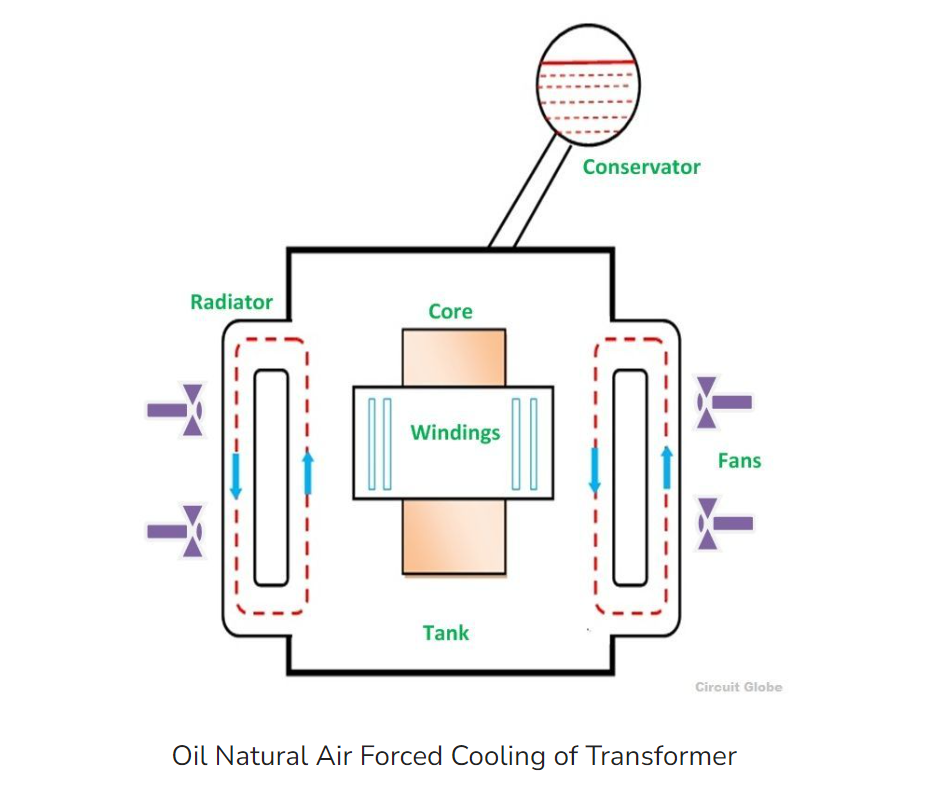 Conservator
Radiator
Core
Windings
Fans
Tank
Circuit Globe
Oil Natural Air Forced Cooling of Transformer